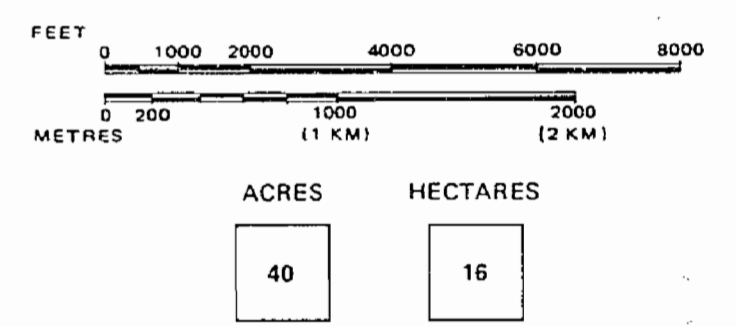 FEET
0 1000 2000 4000 6000 8000
0 200 1000 2000
METRES (1 KM) (2 KM)
ACRES HECTARES
40 16